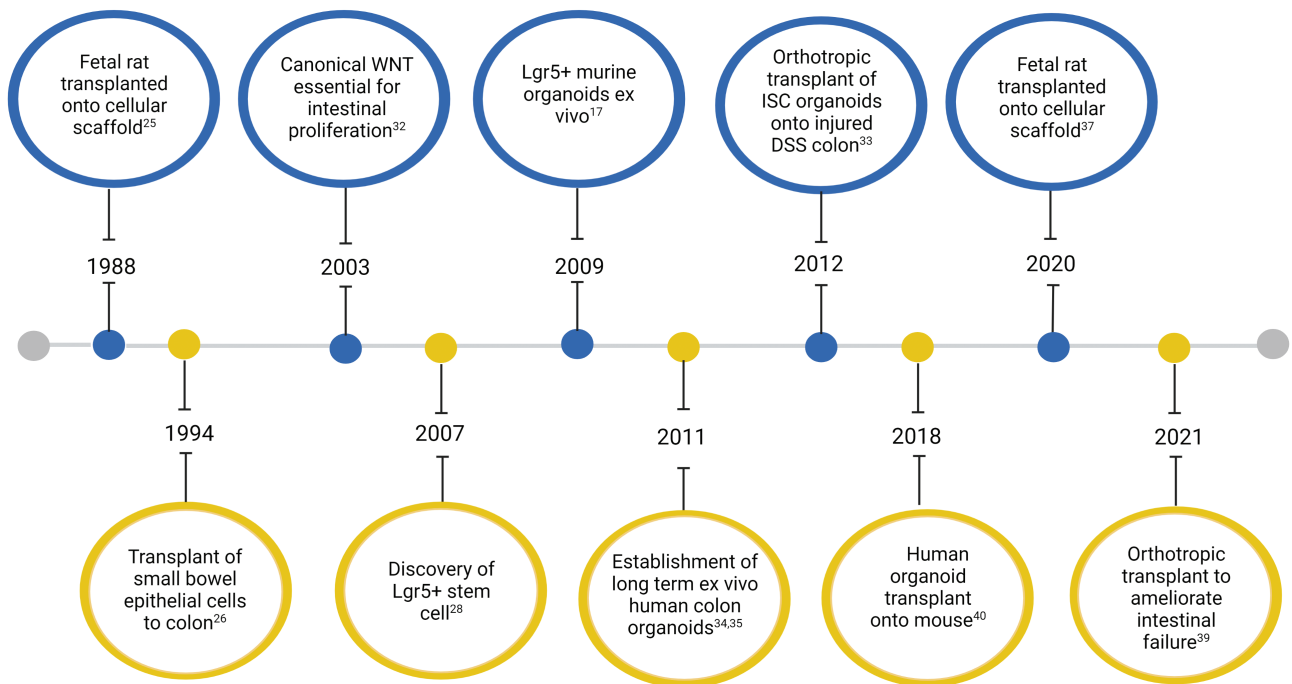 Fetal rat
transplanted
onto cellular
scaffold25
Canonical WNT
essential for
intestinal
proliferation32
Lgr5+ murine
organoids ex
vivo17
Orthotropic
transplant of
ISC organoids
onto injured
DSS colon33
Fetal rat
transplanted
onto cellular
scaffold37
1988
2003
2009
2012
2020
1994
2007
2011
2018
2021
Transplant of
small bowel
epithelial cells
to colon26
Discovery of
Lgr5+ stem
cell28
Establishment of
long term ex vivo
human colon
organoids34,35
Human
organoid
transplant
onto mouse40
Orthotropic
transplant to
ameliorate
intestinal
failure39